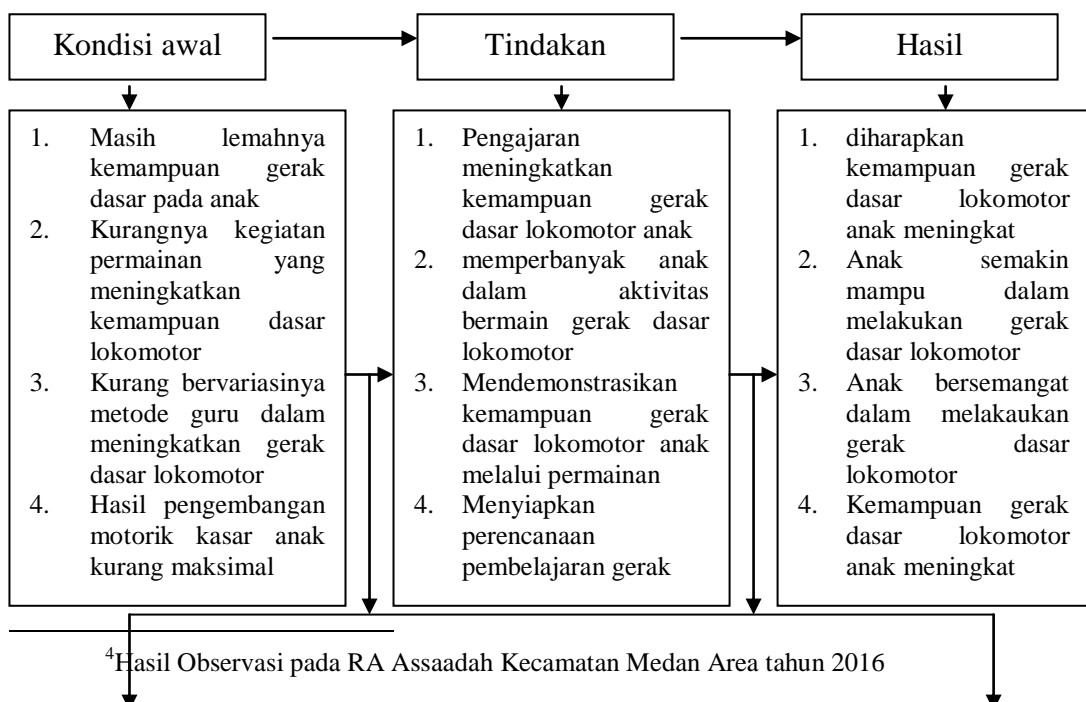 Kondisi awal
Tindakan
Hasil
1. Masih lemahnya
kemampuan gerak
dasar pada anak
2. Kurangnya kegiatan
permainan yang
meningkatkan
kemampuan dasar
lokomotor
3. Kurang bervariasinya
metode guru dalam
meningkatkan gerak
dasar lokomotor
4. Hasil pengembangan
motorik kasar anak
kurang maksimal
1. Pengajaran
meningkatkan
kemampuan gerak
dasar lokomotor anak
2. memperbanyak anak
dalam aktivitas
bermain gerak dasar
lokomotor
3. Mendemonstrasikan
kemampuan gerak
dasar lokomotor anak
melalui permainan
4. Menyiapkan
perencanaan
pembelajaran gerak
1. diharapkan
kemampuan gerak
dasar lokomotor
anak meningkat
2. Anak semakin
mampu dalam
melakukan gerak
dasar lokomotor
3. Anak bersemangat
dalam melakaukan
gerak dasar
lokomotor
4. Kemampuan gerak
dasar lokomotor
anak meningkat
4Hasil Observasi pada RA Assaadah Kecamatan Medan Area tahun 2016